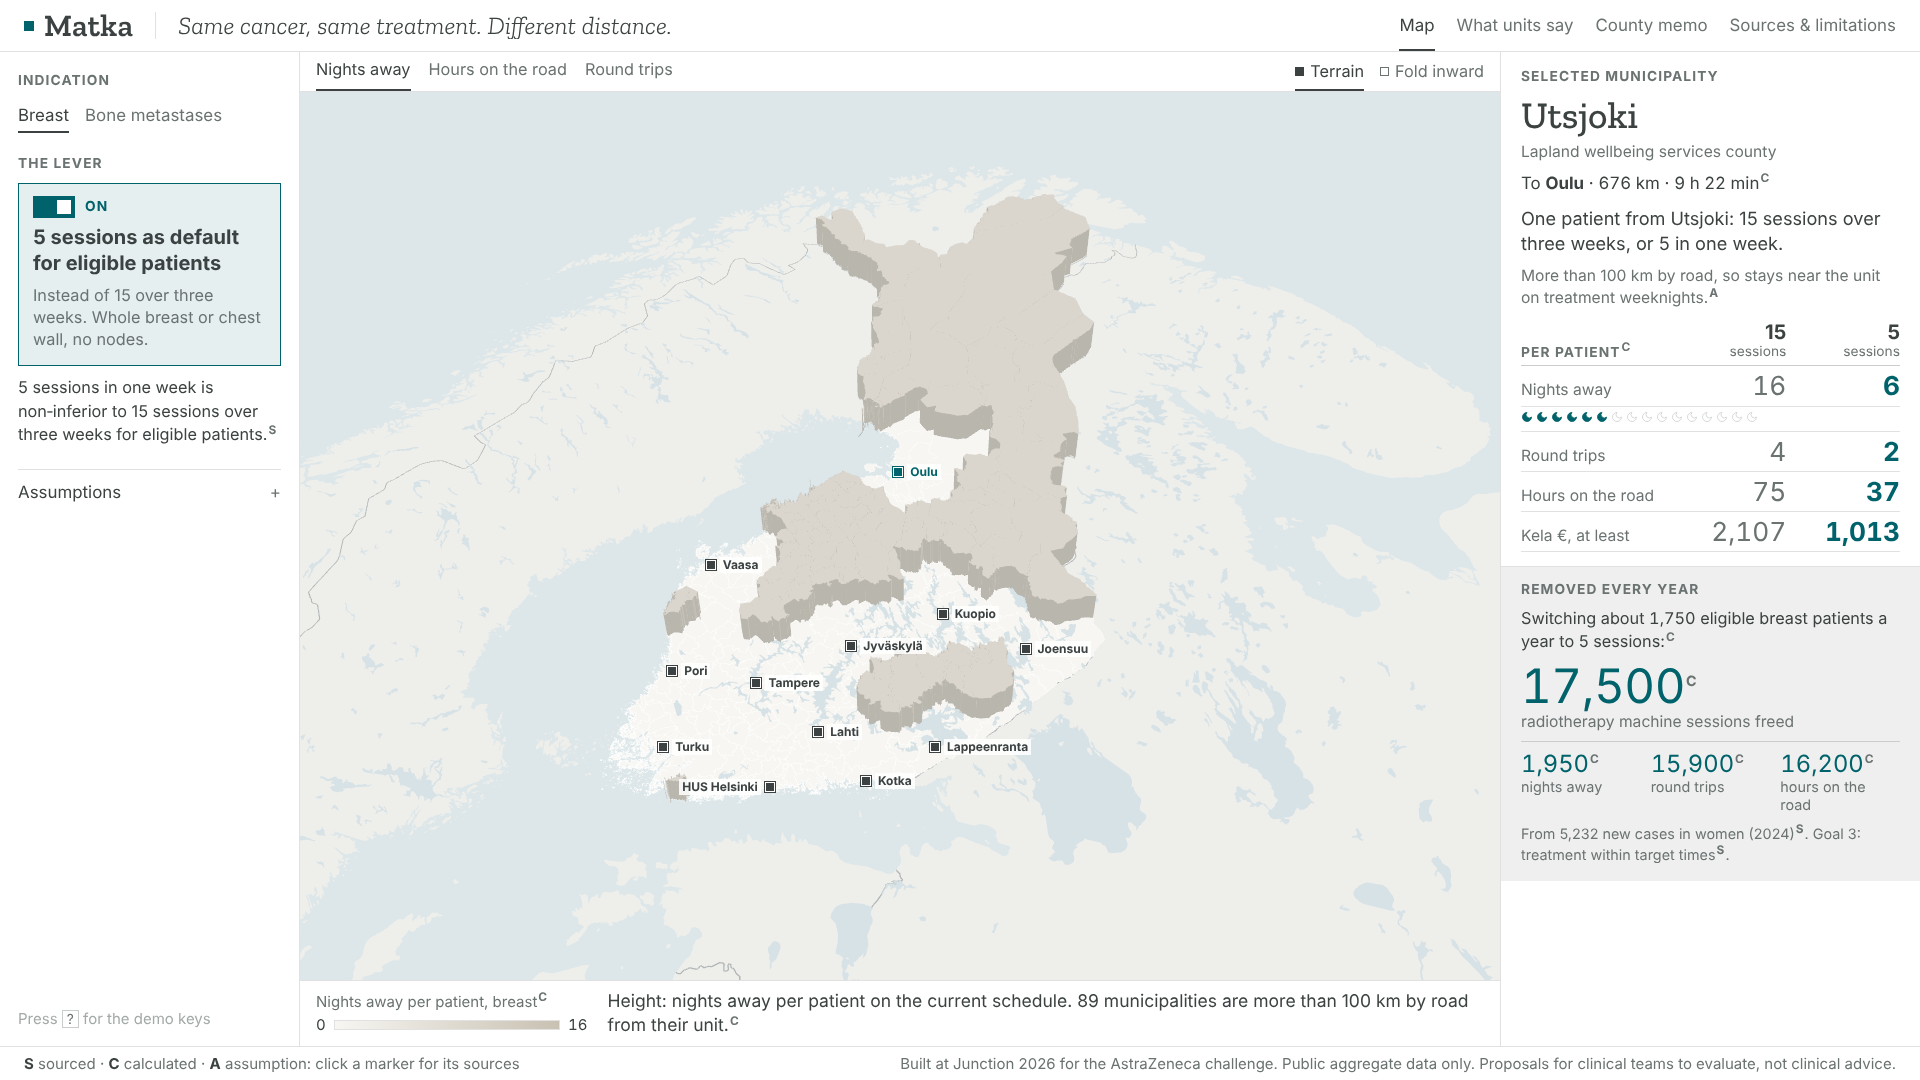 Matka
Same cancer, same treatment. Different distance.
Map
What units say
County memo
Sources & limitations
INDICATION
Breast
Bone metastases
THE LEVER
ON
5 sessions as default
for eligible patients
Instead of 15 over three
weeks. Whole breast or chest
wall, no nodes.
5 sessions in one week is
non-inferior to 15 sessions over
three weeks for eligible patients.S
Assumptions +
Press ? for the demo keys
Nights away
Hours on the road
Round trips
Terrain
Fold inward
Oulu
Vaasa
Kuopio
Jyväskylä
Joensuu
Pori
Tampere
Lahti
Turku
Lappeenranta
HUS Helsinki
Kotka
Nights away per patient, breastC
0 16
Height: nights away per patient on the current schedule. 89 municipalities are more than 100 km by road
from their unit.C
SELECTED MUNICIPALITY
Utsjoki
Lapland wellbeing services county
To Oulu · 676 km · 9 h 22 minC
One patient from Utsjoki: 15 sessions over
three weeks, or 5 in one week.
More than 100 km by road, so stays near the unit
on treatment weeknights.A
15 5
PER PATIENTC sessions sessions
Nights away 16 6
Round trips 4 2
Hours on the road 75 37
Kela €, at least 2,107 1,013
REMOVED EVERY YEAR
Switching about 1,750 eligible breast patients a
year to 5 sessions:C
17,500C
radiotherapy machine sessions freed
1,950C 15,900C 16,200C
nights away round trips hours on the
road
From 5,232 new cases in women (2024)S. Goal 3:
treatment within target timesS.
S sourced · C calculated · A assumption: click a marker for its sources
Built at Junction 2026 for the AstraZeneca challenge. Public aggregate data only. Proposals for clinical teams to evaluate, not clinical advice.